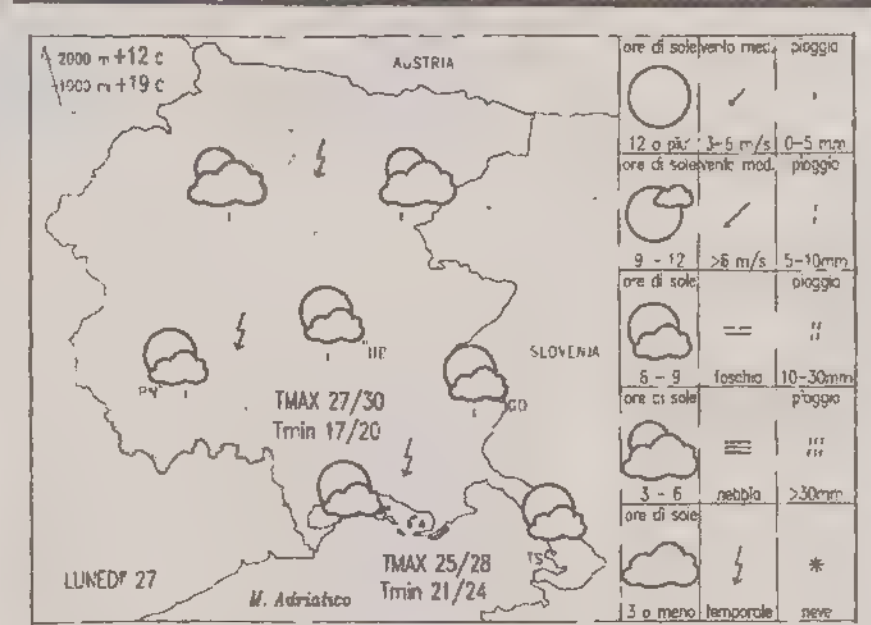 2000 m +12 c
1000 m +19 c
AUSTRIA
SLOVENIA
UD
PN
GO
TMAX 27/30
Tmin 17/20
TS
TMAX 25/28
Tmin 21/24
LUNEDI' 27
M. Adriatico
ore di sole vento med. pioggia
12 o piu' 3-6 m/s 0-5 mm
ore di sole vento med. pioggia
9 - 12 >6 m/s 5-10mm
ore di sole pioggia
6 - 9 foschia 10-30mm
ore di sole pioggia
3 - 6 nebbia >30mm
ore di sole
3 o meno temporale neve